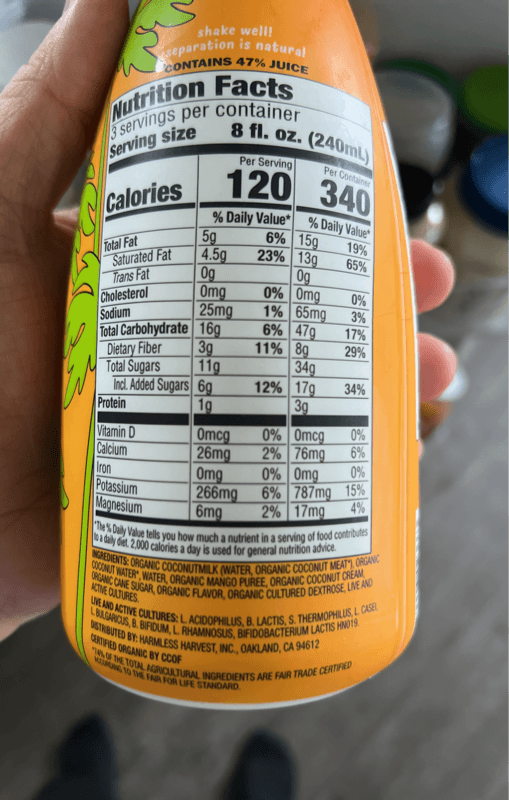 shake well!
separation is natural
CONTAINS 47% JUICE
Nutrition Facts
3 servings per container
Serving size 8 fl. oz. (240mL)
Per Serving Per Container
Calories 120 340
% Daily Value* % Daily Value*
Total Fat 5g 6% 15g 19%
Saturated Fat 4.5g 23% 13g 65%
Trans Fat 0g 0g
Cholesterol 0mg 0% 0mg 0%
Sodium 25mg 1% 65mg 3%
Total Carbohydrate 16g 6% 47g 17%
Dietary Fiber 3g 11% 8g 29%
Total Sugars 11g 34g
Incl. Added Sugars 6g 12% 17g 34%
Protein 1g 3g
Vitamin D 0mcg 0% 0mcg 0%
Calcium 26mg 2% 76mg 6%
Iron 0mg 0% 0mg 0%
Potassium 266mg 6% 787mg 15%
Magnesium 6mg 2% 17mg 4%
*The % Daily Value tells you how much a nutrient in a serving of food contributes
to a daily diet. 2,000 calories a day is used for general nutrition advice.
INGREDIENTS: ORGANIC COCONUTMILK (WATER, ORGANIC COCONUT MEAT*), ORGANIC
COCONUT WATER*, WATER, ORGANIC MANGO PUREE, ORGANIC COCONUT CREAM,
ORGANIC CANE SUGAR, ORGANIC FLAVOR, ORGANIC CULTURED DEXTROSE, LIVE AND
ACTIVE CULTURES.
LIVE AND ACTIVE CULTURES: L. ACIDOPHILUS, B. LACTIS, S. THERMOPHILUS, L. CASEI,
L. BULGARICUS, B. BIFIDUM, L. RHAMNOSUS, BIFIDOBACTERIUM LACTIS HN019.
DISTRIBUTED BY: HARMLESS HARVEST, INC., OAKLAND, CA 94612
CERTIFIED ORGANIC BY CCOF
*74% OF THE TOTAL AGRICULTURAL INGREDIENTS ARE FAIR TRADE CERTIFIED
ACCORDING TO THE FAIR FOR LIFE STANDARD.